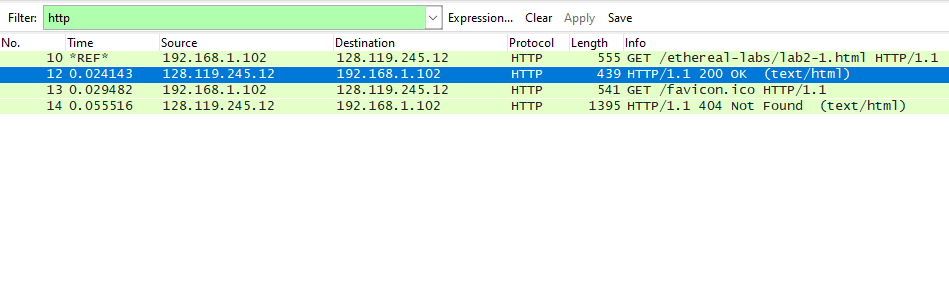 Filter: http Expression... Clear Apply Save
No. Time Source Destination Protocol Length Info
10 *REF* 192.168.1.102 128.119.245.12 HTTP 555 GET /ethereal-labs/lab2-1.html HTTP/1.1
12 0.024143 128.119.245.12 192.168.1.102 HTTP 439 HTTP/1.1 200 OK (text/html)
13 0.029482 192.168.1.102 128.119.245.12 HTTP 541 GET /favicon.ico HTTP/1.1
14 0.055516 128.119.245.12 192.168.1.102 HTTP 1395 HTTP/1.1 404 Not Found (text/html)